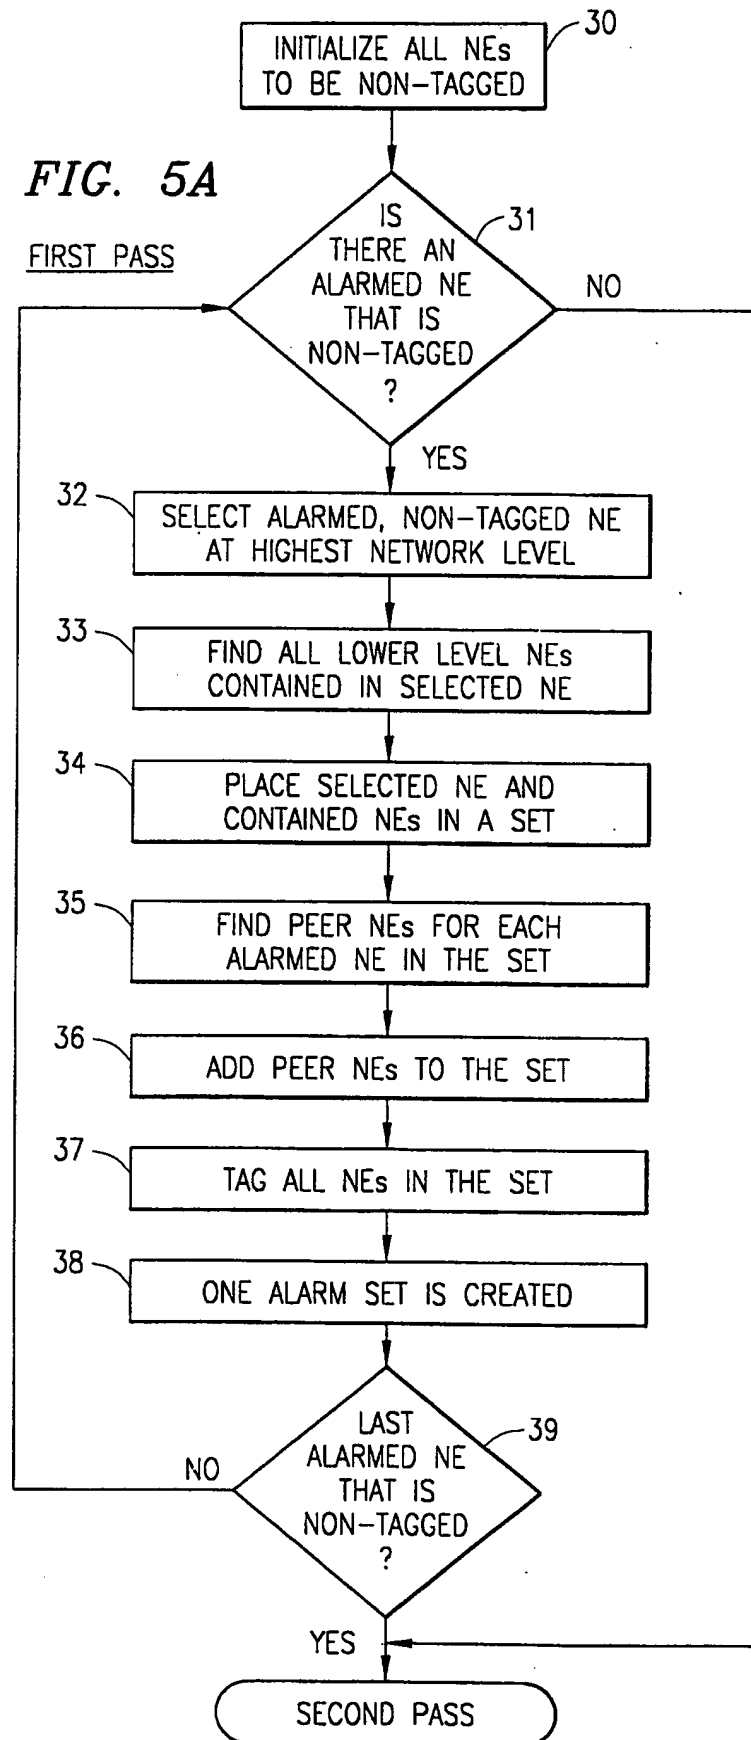 30
INITIALIZE ALL NEs
TO BE NON-TAGGED
FIG. 5A
FIRST PASS
31
IS
THERE AN
ALARMED NE
THAT IS
NON-TAGGED
?
NO
YES
32
SELECT ALARMED, NON-TAGGED NE
AT HIGHEST NETWORK LEVEL
33
FIND ALL LOWER LEVEL NEs
CONTAINED IN SELECTED NE
34
PLACE SELECTED NE AND
CONTAINED NEs IN A SET
35
FIND PEER NEs FOR EACH
ALARMED NE IN THE SET
36
ADD PEER NEs TO THE SET
37
TAG ALL NEs IN THE SET
38
ONE ALARM SET IS CREATED
39
LAST
ALARMED NE
THAT IS
NON-TAGGED
?
NO
YES
SECOND PASS